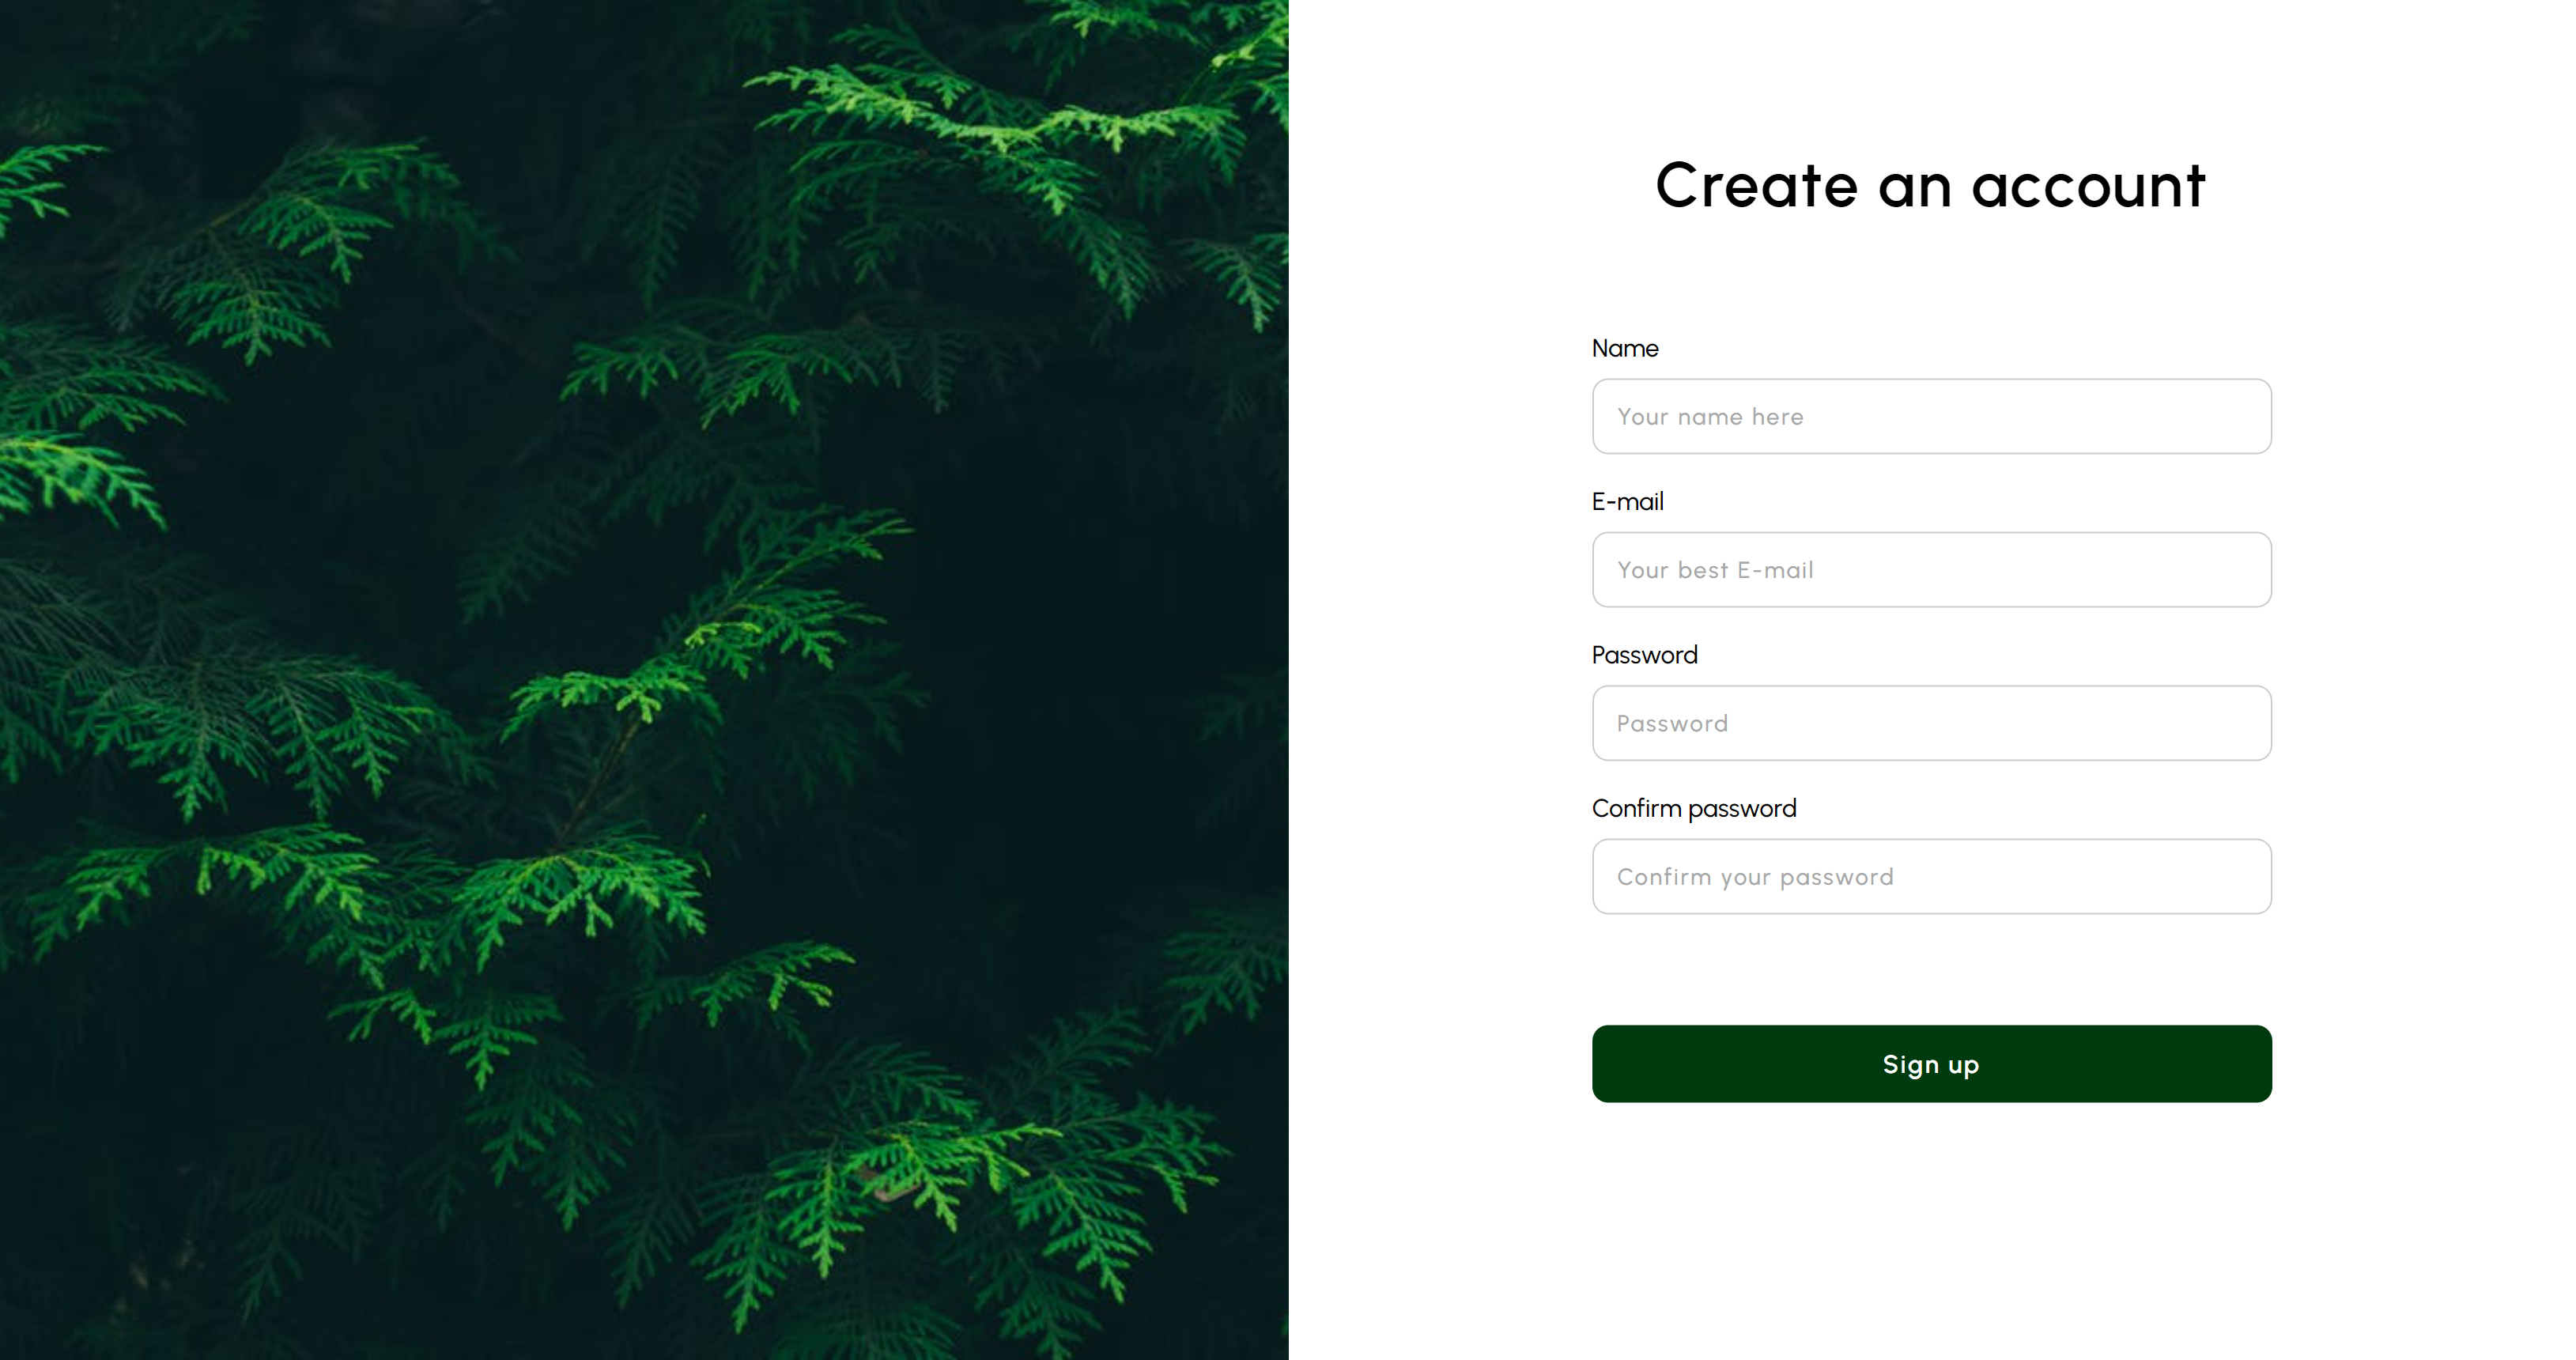 Create an account
Name
Your name here
E-mail
Your best E-mail
Password
Password
Confirm password
Confirm your password
Sign up